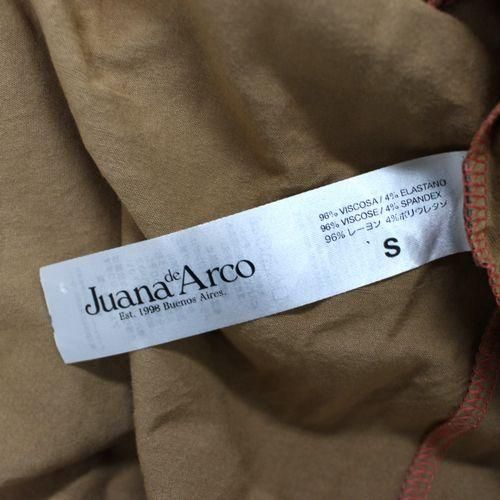 Juana de Arco
Est. 1998 Buenos Aires.
96% VISCOSA / 4% ELASTANO
96% VISCOSE / 4% SPANDEX
96% レーヨン 4%ポリウレタン
S